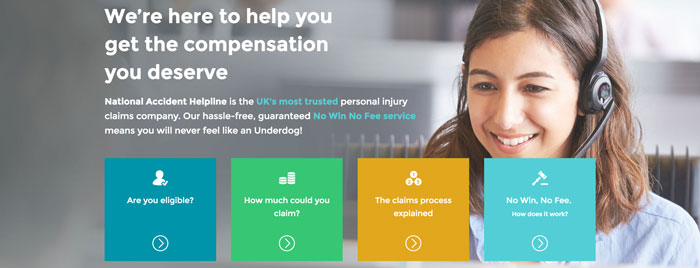 We're here to help you
get the compensation
you deserve
National Accident Helpline is the UK's most trusted personal injury
claims company. Our hassle-free, guaranteed No Win No Fee service
means you will never feel like an Underdog!
Are you eligible?
How much could you
claim?
The claims process
explained
No Win, No Fee.
How does it work?